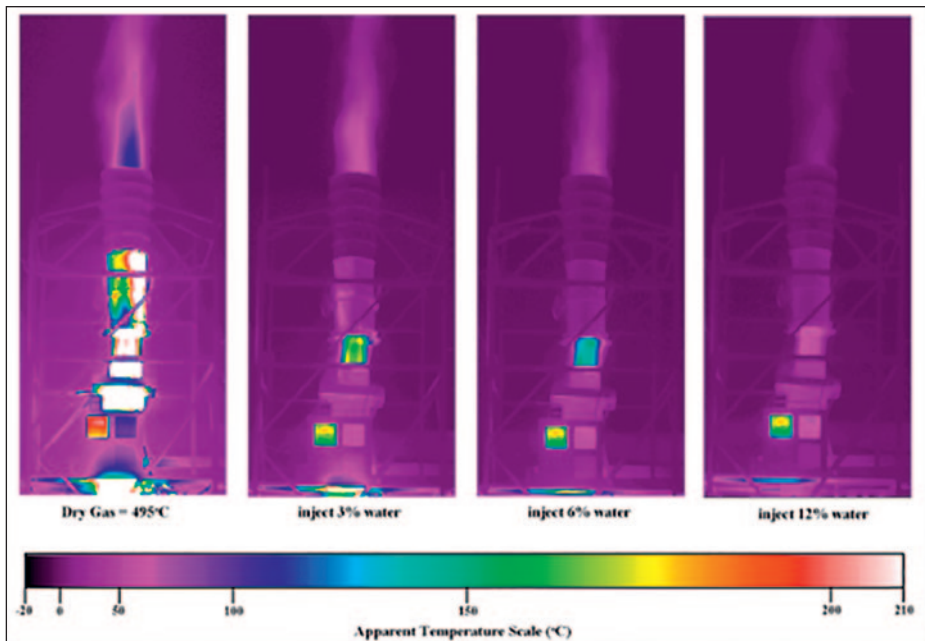 Dry Gas = 495°C
inject 3% water
inject 6% water
inject 12% water
-20 0 50 100 150 200 210
Apparent Temperature Scale (°C)